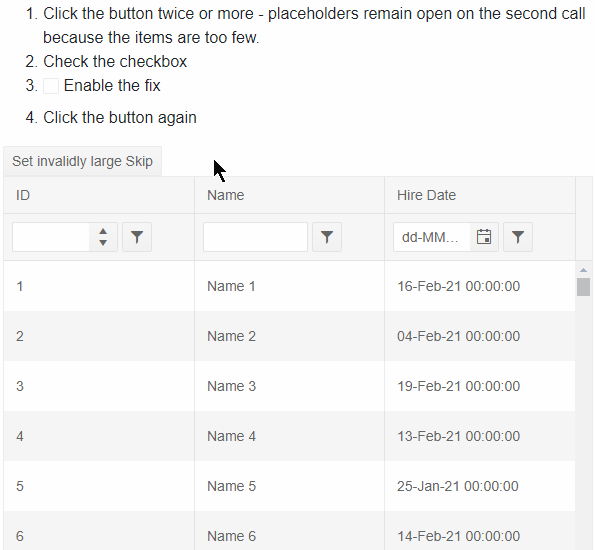 1. Click the button twice or more - placeholders remain open on the second call
because the items are too few.
2. Check the checkbox
3. Enable the fix
4. Click the button again
Set invalidly large Skip
ID Name Hire Date
dd-MM...
1 Name 1 16-Feb-21 00:00:00
2 Name 2 04-Feb-21 00:00:00
3 Name 3 19-Feb-21 00:00:00
4 Name 4 13-Feb-21 00:00:00
5 Name 5 25-Jan-21 00:00:00
6 Name 6 14-Feb-21 00:00:00